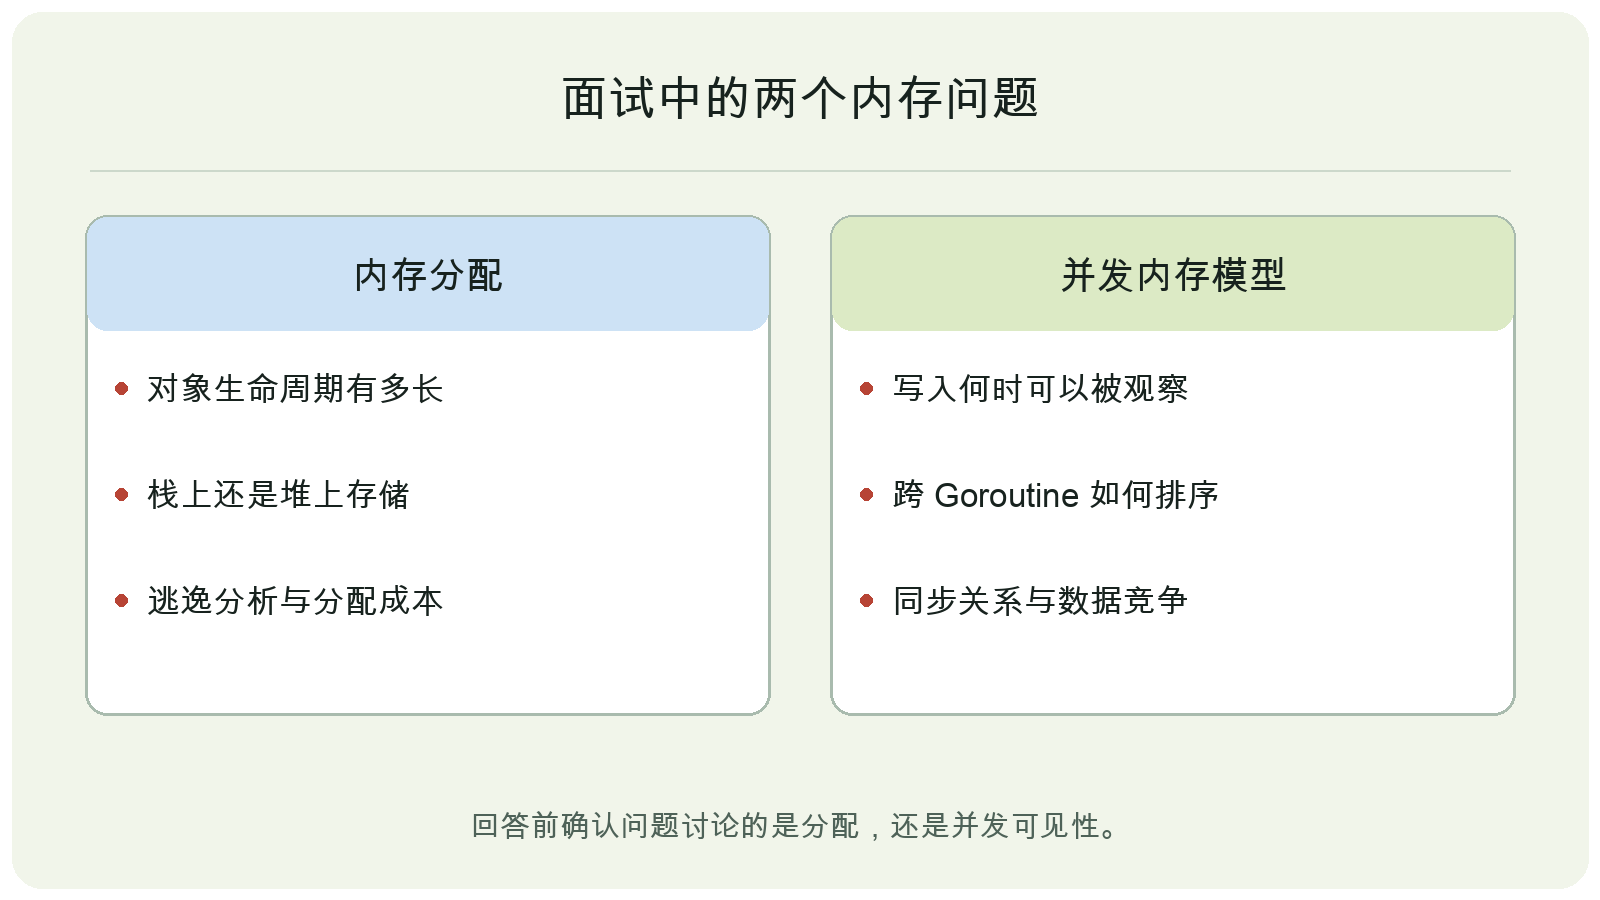 面试中的两个内存问题
内存分配
对象生命周期有多长
栈上还是堆上存储
逃逸分析与分配成本
并发内存模型
写入何时可以被观察
跨 Goroutine 如何排序
同步关系与数据竞争
回答前确认问题讨论的是分配，还是并发可见性。